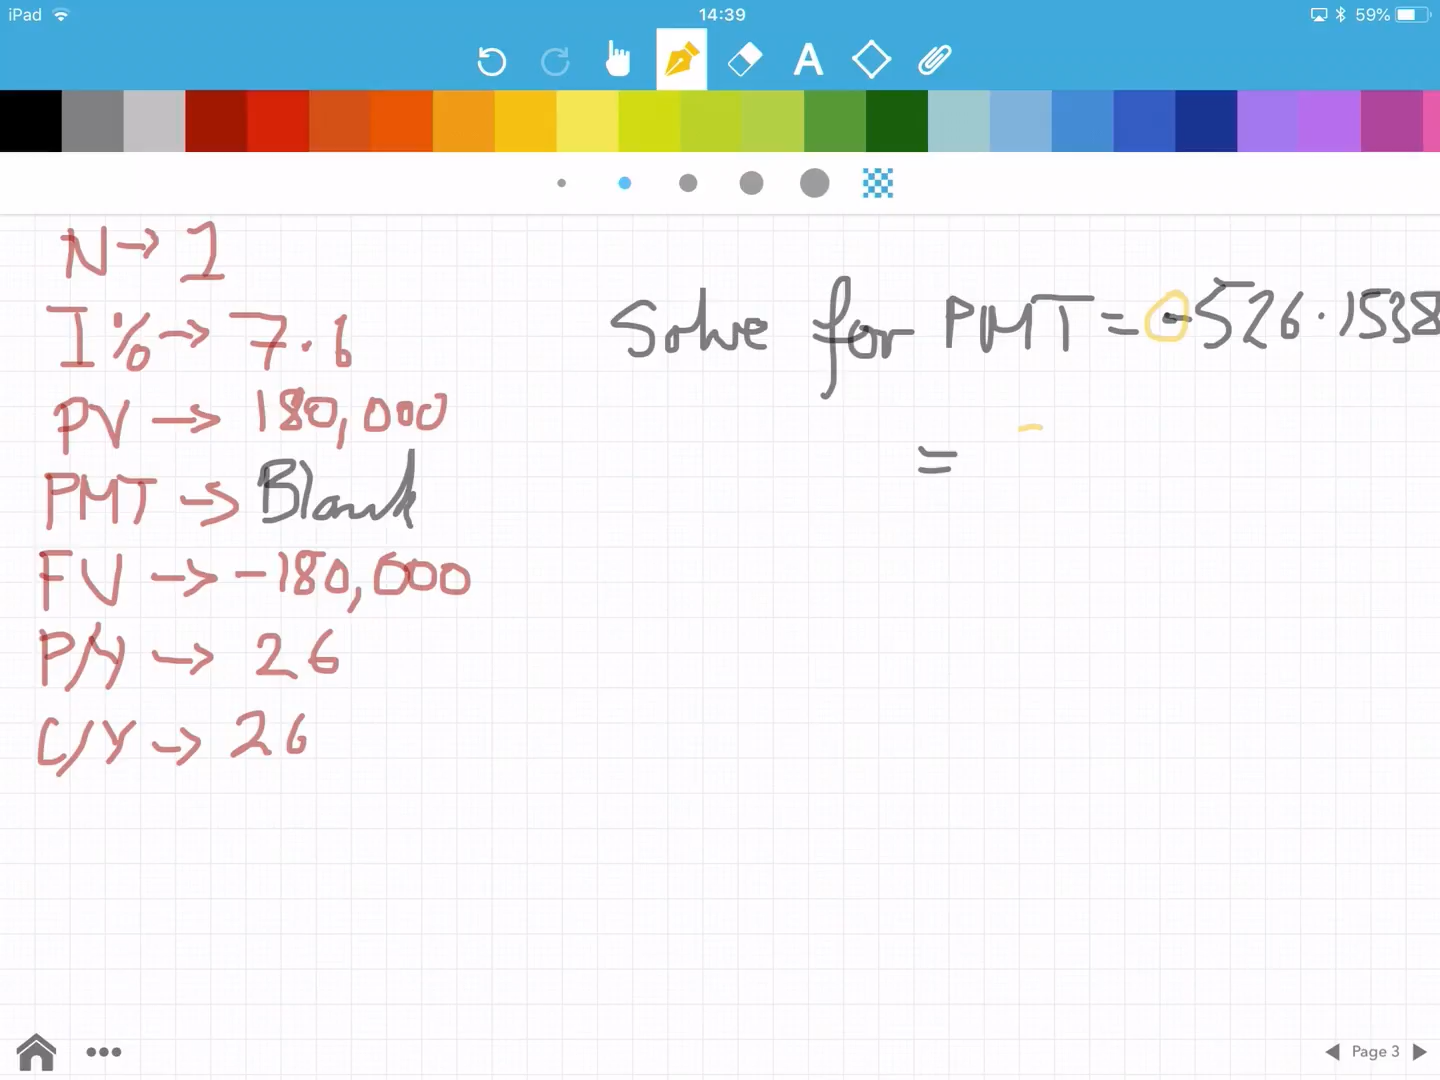 iPad 14:39 59%
A
N→1
I%→7.6
PV→180,000
PMT→Blank
FV→-180,000
P/Y→26
C/Y→26
Solve for PMT=-526.1538
= -
Page 3